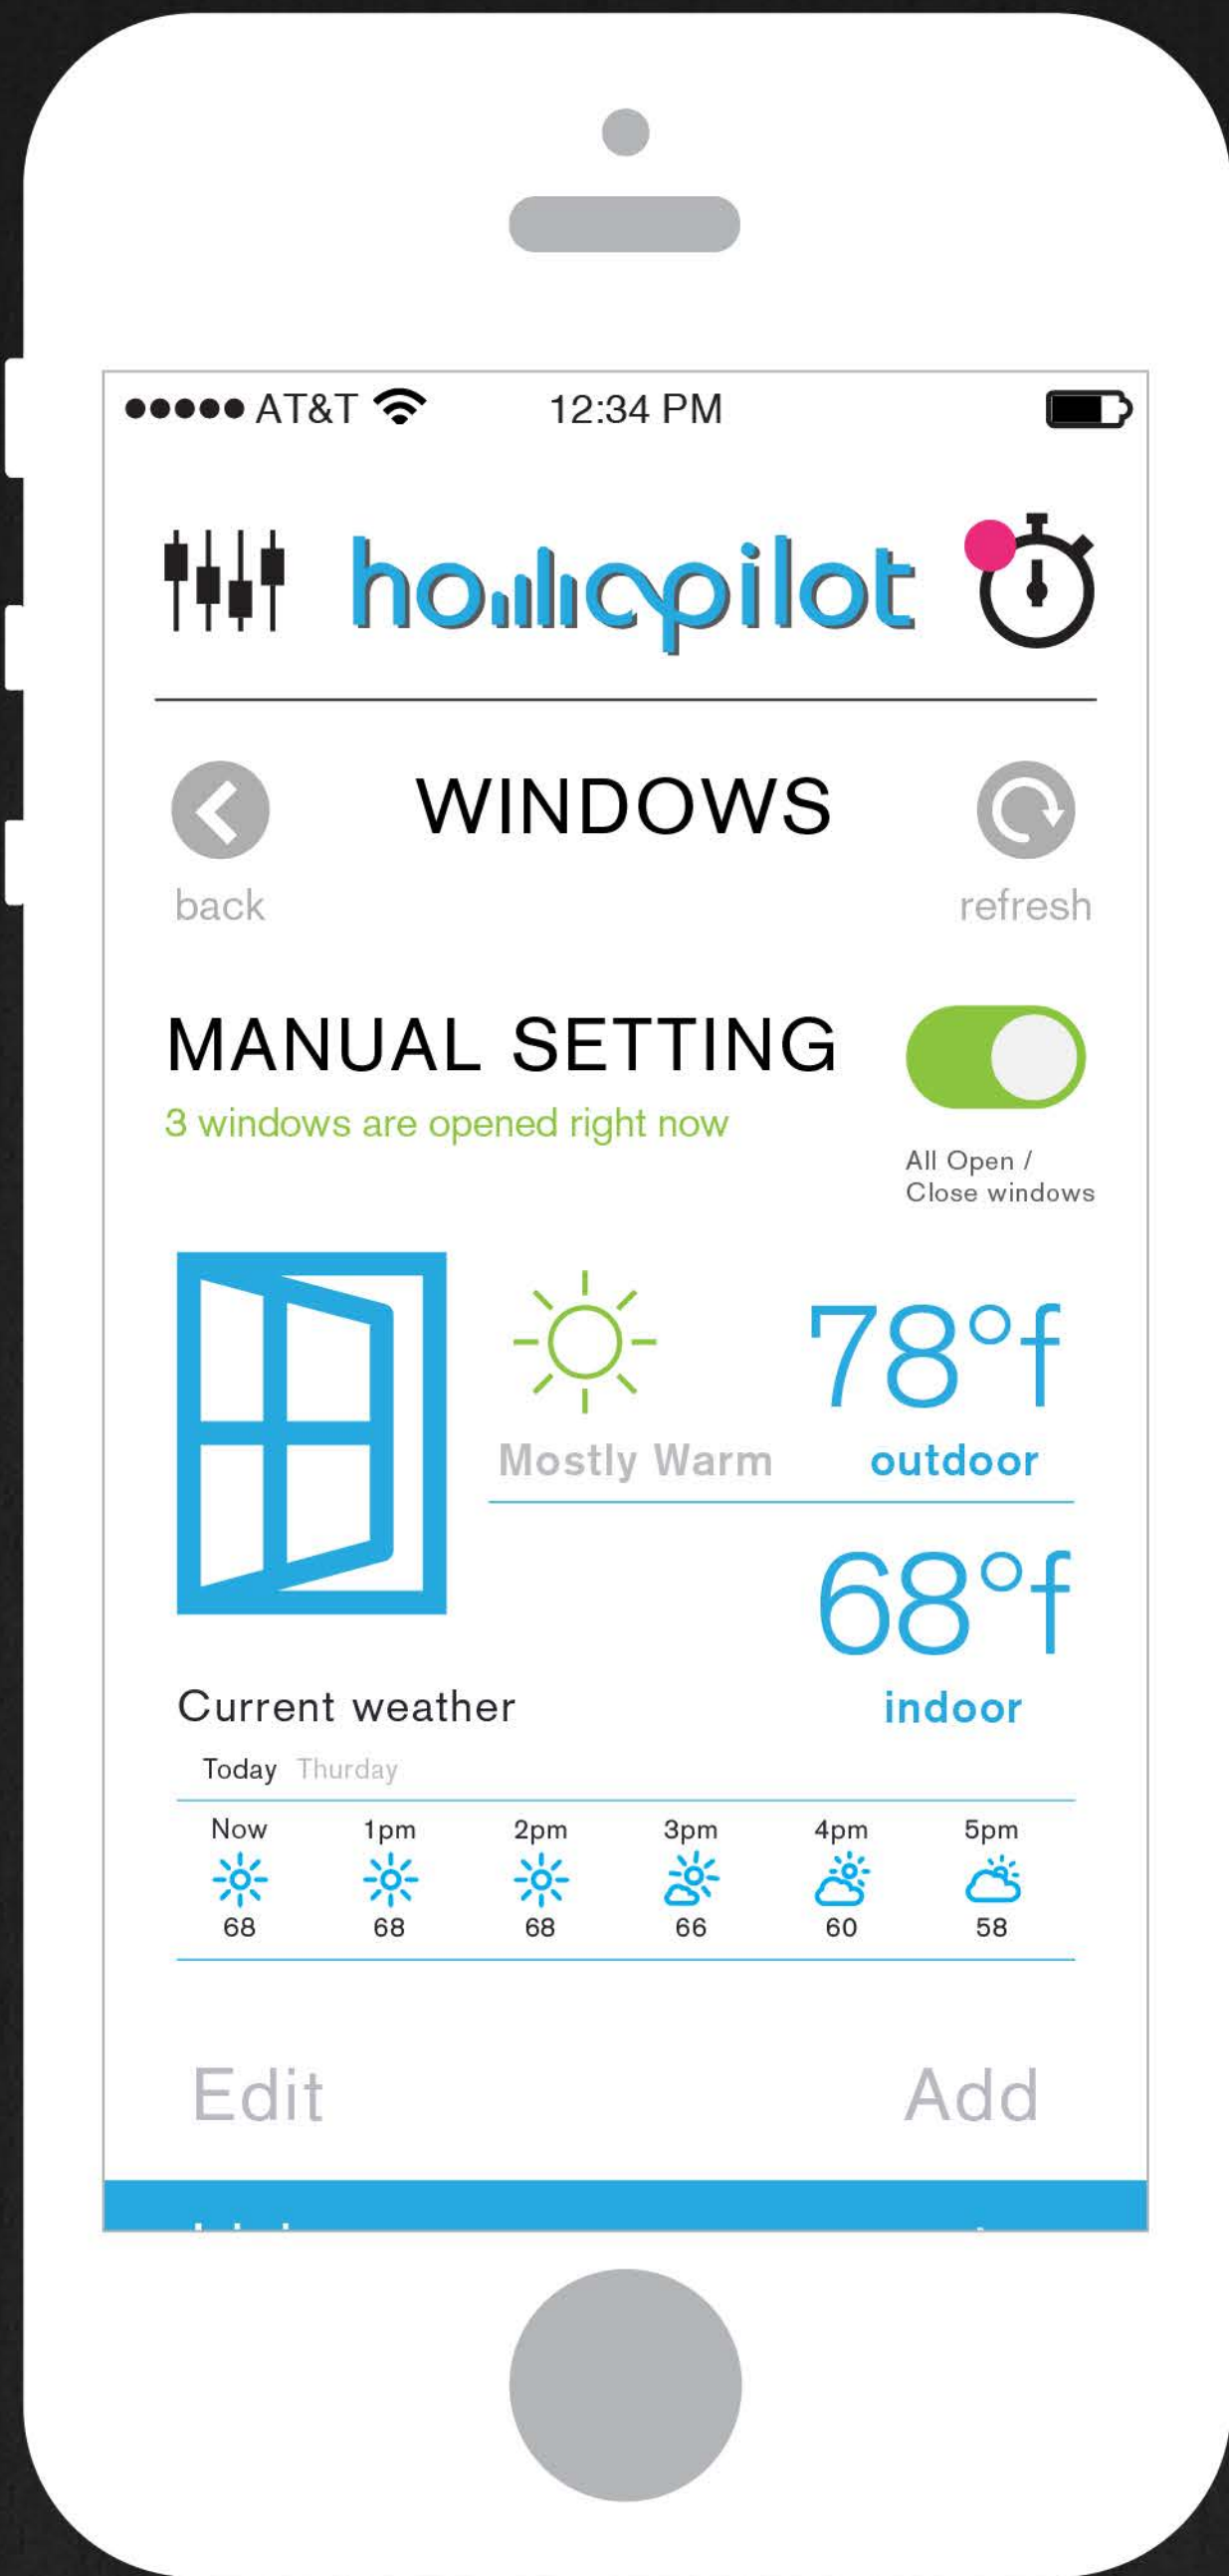 AT&T 12:34 PM
homepilot
WINDOWS
back
refresh
MANUAL SETTING
3 windows are opened right now
All Open /
Close windows
78°f
Mostly Warm
outdoor
68°f
indoor
Current weather
Today Thurday
Now 1pm 2pm 3pm 4pm 5pm
68 68 68 66 60 58
Edit Add